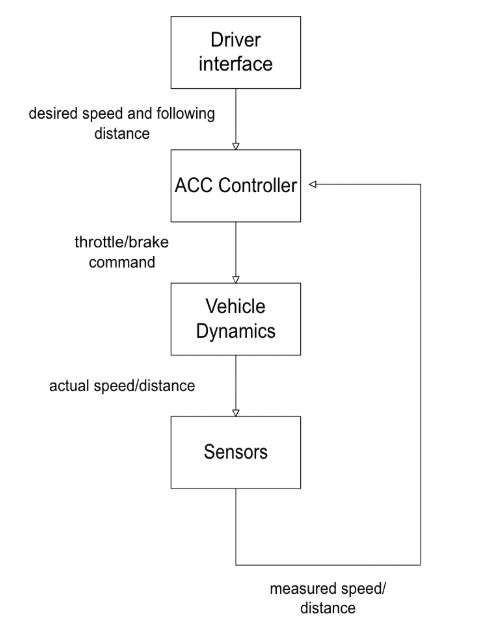 Driver
interface
desired speed and following
distance
ACC Controller
throttle/brake
command
Vehicle
Dynamics
actual speed/distance
Sensors
measured speed/
distance